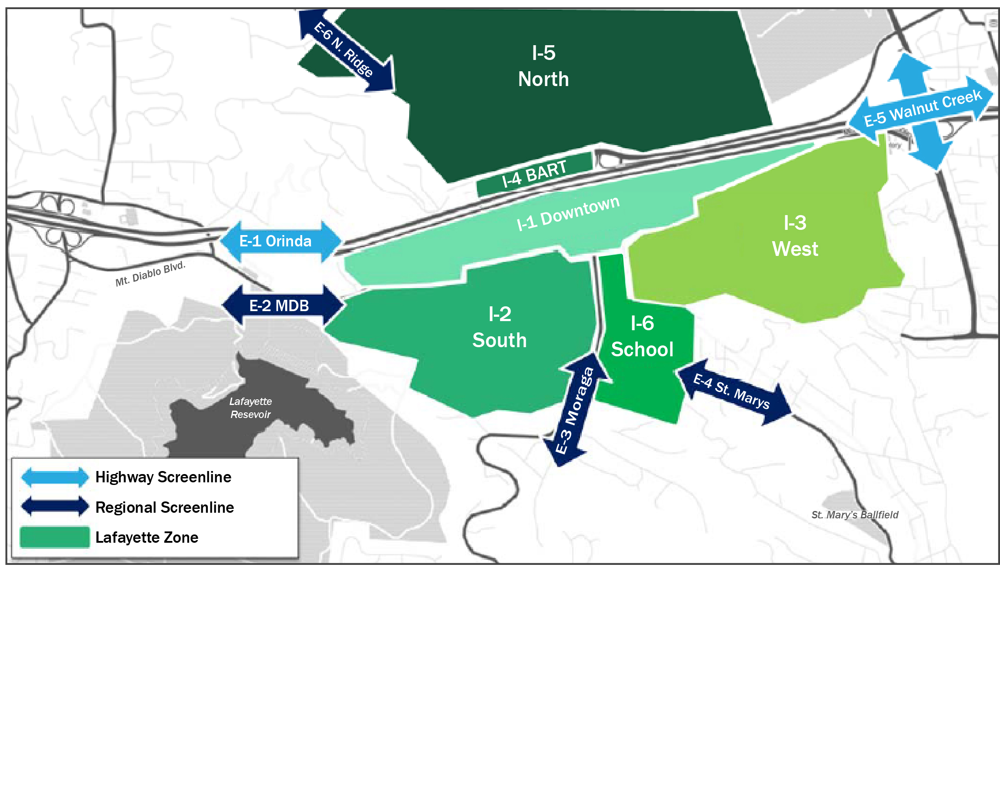 E-6 N. Ridge
I-5
North
E-5 Walnut Creek
I-4 BART
I-1 Downtown
I-3
West
E-1 Orinda
Mt. Diablo Blvd.
E-2 MDB
I-2
South
I-6
School
E-3 Moraga
E-4 St. Marys
Lafayette
Resevoir
Highway Screenline
Regional Screenline
Lafayette Zone
St. Mary's Ballfield